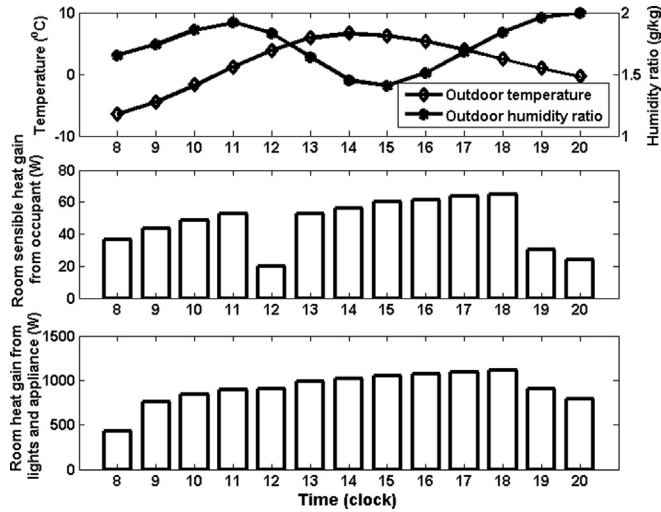 Temperature (°C)
10
0
-10
2
1.5
1
Humidity ratio (g/kg)
Outdoor temperature
Outdoor humidity ratio
8 9 10 11 12 13 14 15 16 17 18 19 20
Room sensible heat gain
from occupant (W)
80
60
40
20
0
8 9 10 11 12 13 14 15 16 17 18 19 20
Room heat gain from
lights and appliance (W)
1500
1000
500
0
8 9 10 11 12 13 14 15 16 17 18 19 20
Time (clock)